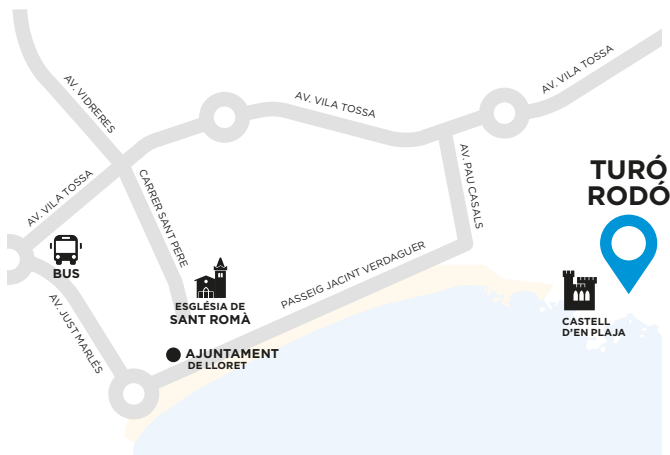 AV. VIDRERES
AV. VILA TOSSA
AV. VILA TOSSA
AV. VILA TOSSA
CARRER SANT PERE
AV. PAU CASALS
TURÓ
RODÓ
BUS
AV. JUST MARLÉS
ESGLÉSIA DE
SANT ROMÀ
PASSEIG JACINT VERDAGUER
CASTELL
D'EN PLAJA
AJUNTAMENT
DE LLORET